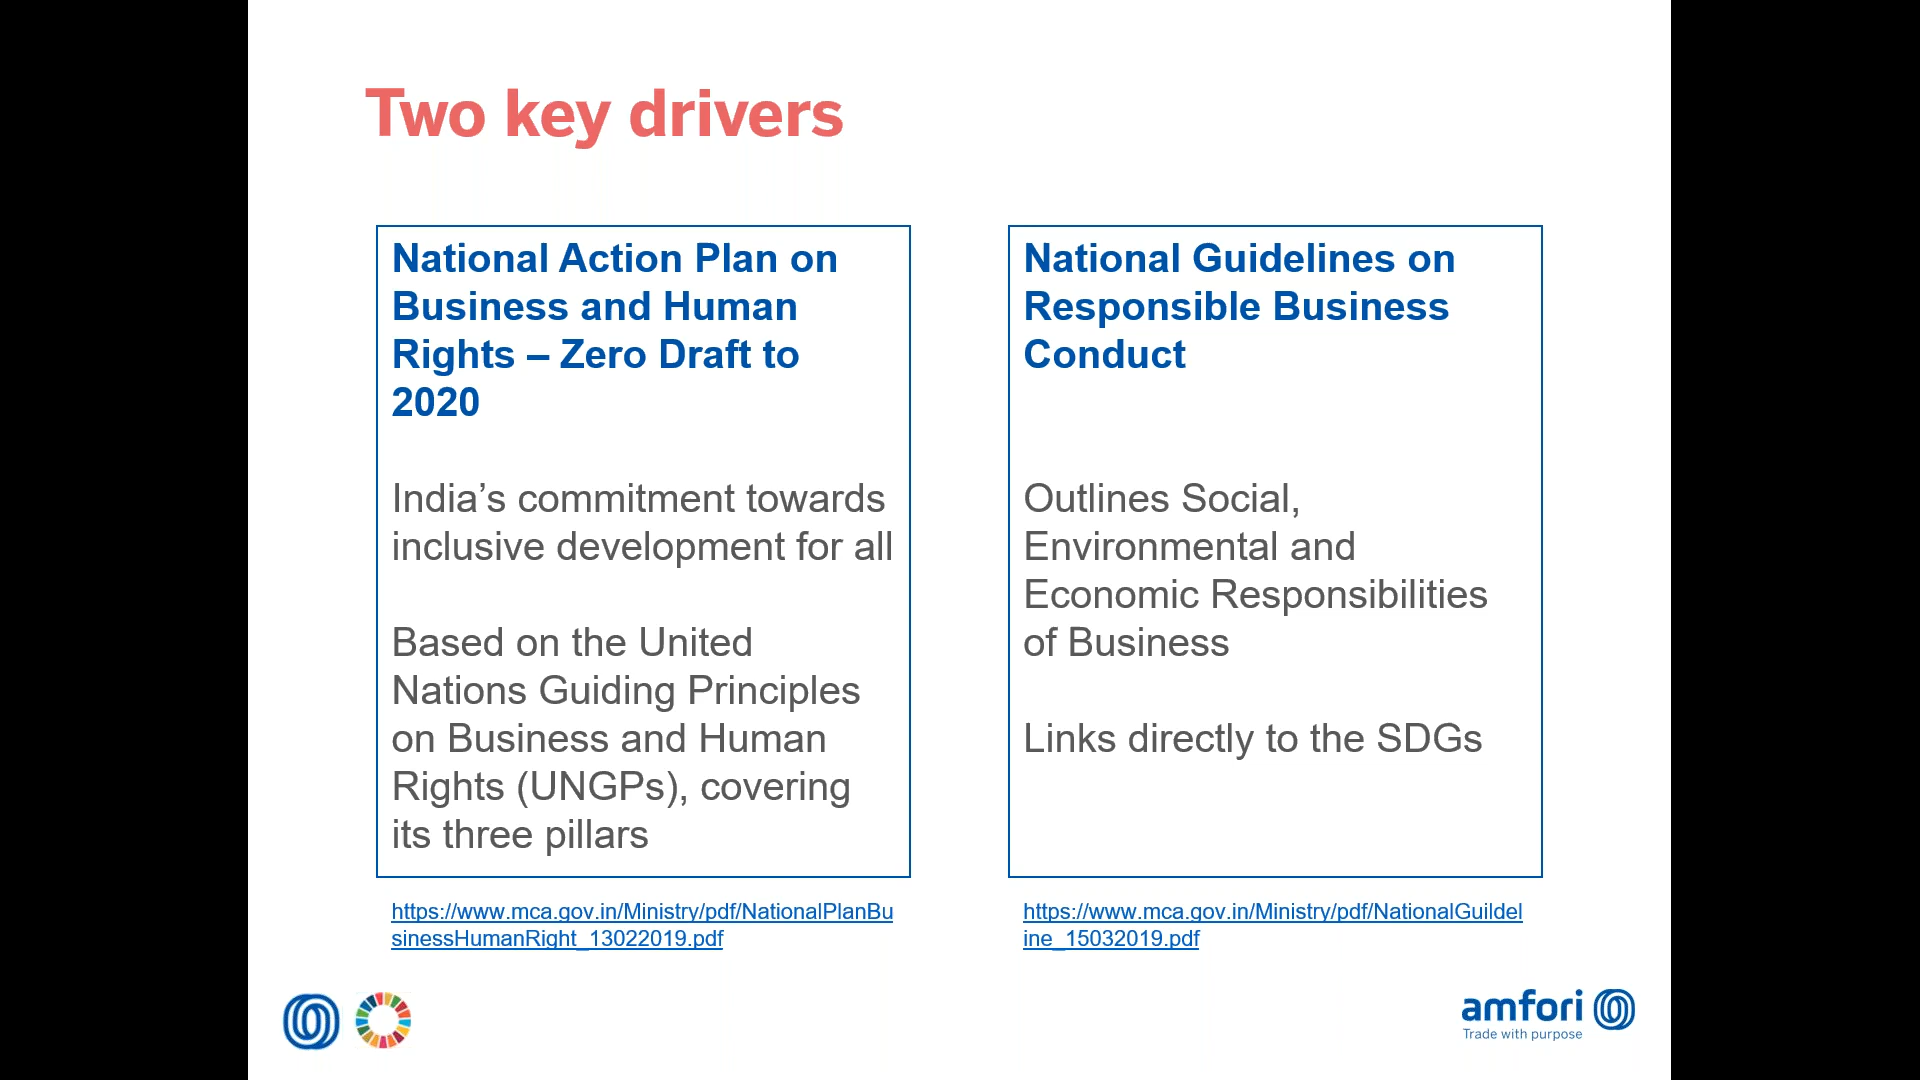 Two key drivers
National Action Plan on
Business and Human
Rights – Zero Draft to
2020
India’s commitment towards
inclusive development for all
Based on the United
Nations Guiding Principles
on Business and Human
Rights (UNGPs), covering
its three pillars
https://www.mca.gov.in/Ministry/pdf/NationalPlanBu
sinessHumanRight_13022019.pdf
National Guidelines on
Responsible Business
Conduct
Outlines Social,
Environmental and
Economic Responsibilities
of Business
Links directly to the SDGs
https://www.mca.gov.in/Ministry/pdf/NationalGuildel
ine_15032019.pdf
amfori
Trade with purpose